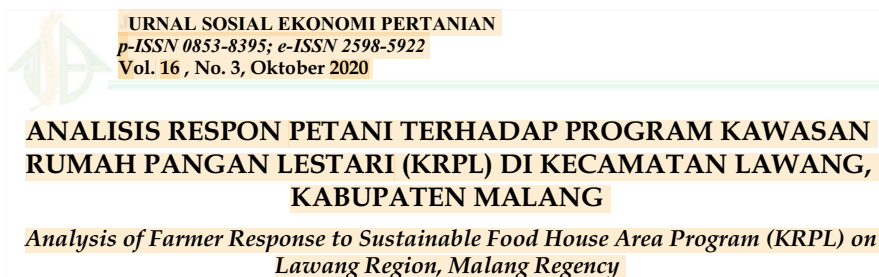 JURNAL SOSIAL EKONOMI PERTANIAN
p-ISSN 0853-8395; e-ISSN 2598-5922
Vol. 16 , No. 3, Oktober 2020
ANALISIS RESPON PETANI TERHADAP PROGRAM KAWASAN
RUMAH PANGAN LESTARI (KRPL) DI KECAMATAN LAWANG,
KABUPATEN MALANG
Analysis of Farmer Response to Sustainable Food House Area Program (KRPL) on
Lawang Region, Malang Regency